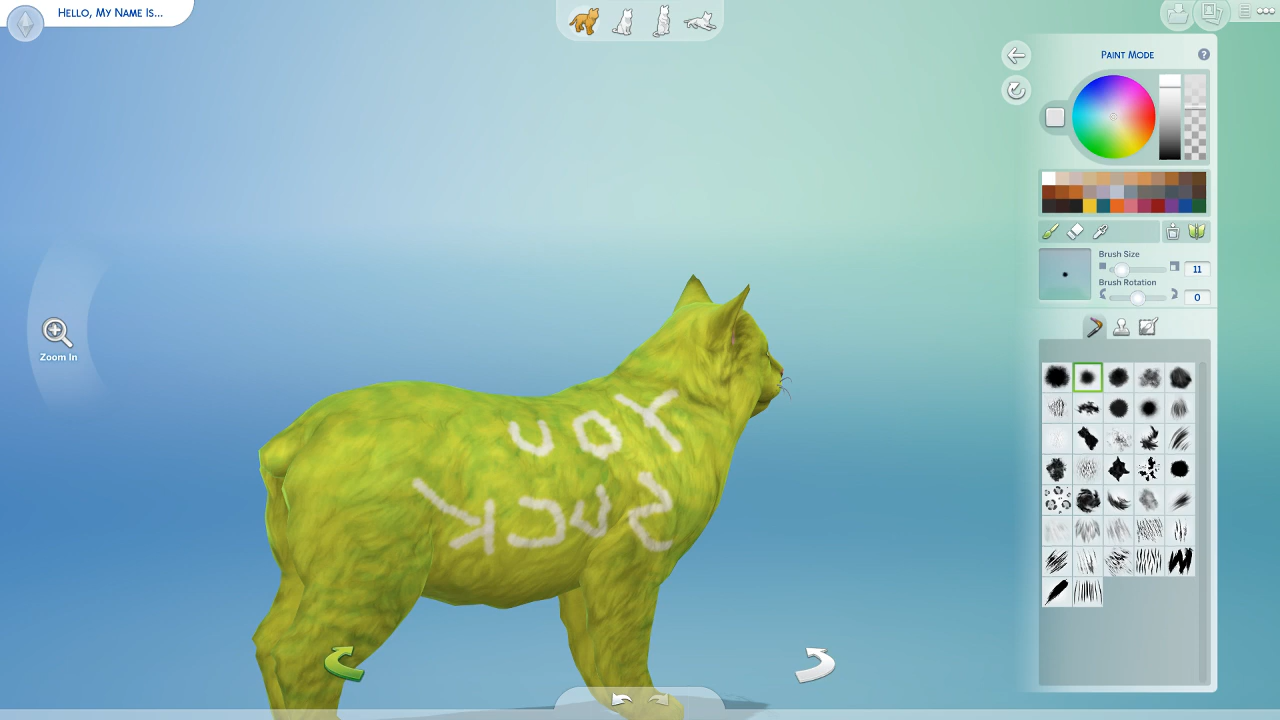 Hello, My Name Is...
Paint Mode
?
Brush Size
11
Brush Rotation
0
Zoom In
YOU
SUCK